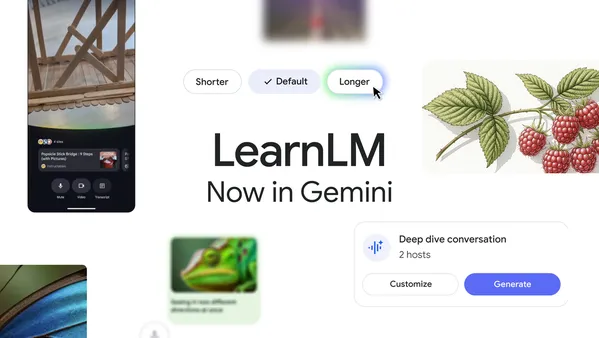 Shorter
Default
Longer
LearnLM
Now in Gemini
Popsicle Stick Bridge : 9 Steps
(with Pictures)
Mute
Video
Transcript
Deep dive conversation
2 hosts
Customize
Generate
Seeing in two different
directions at once